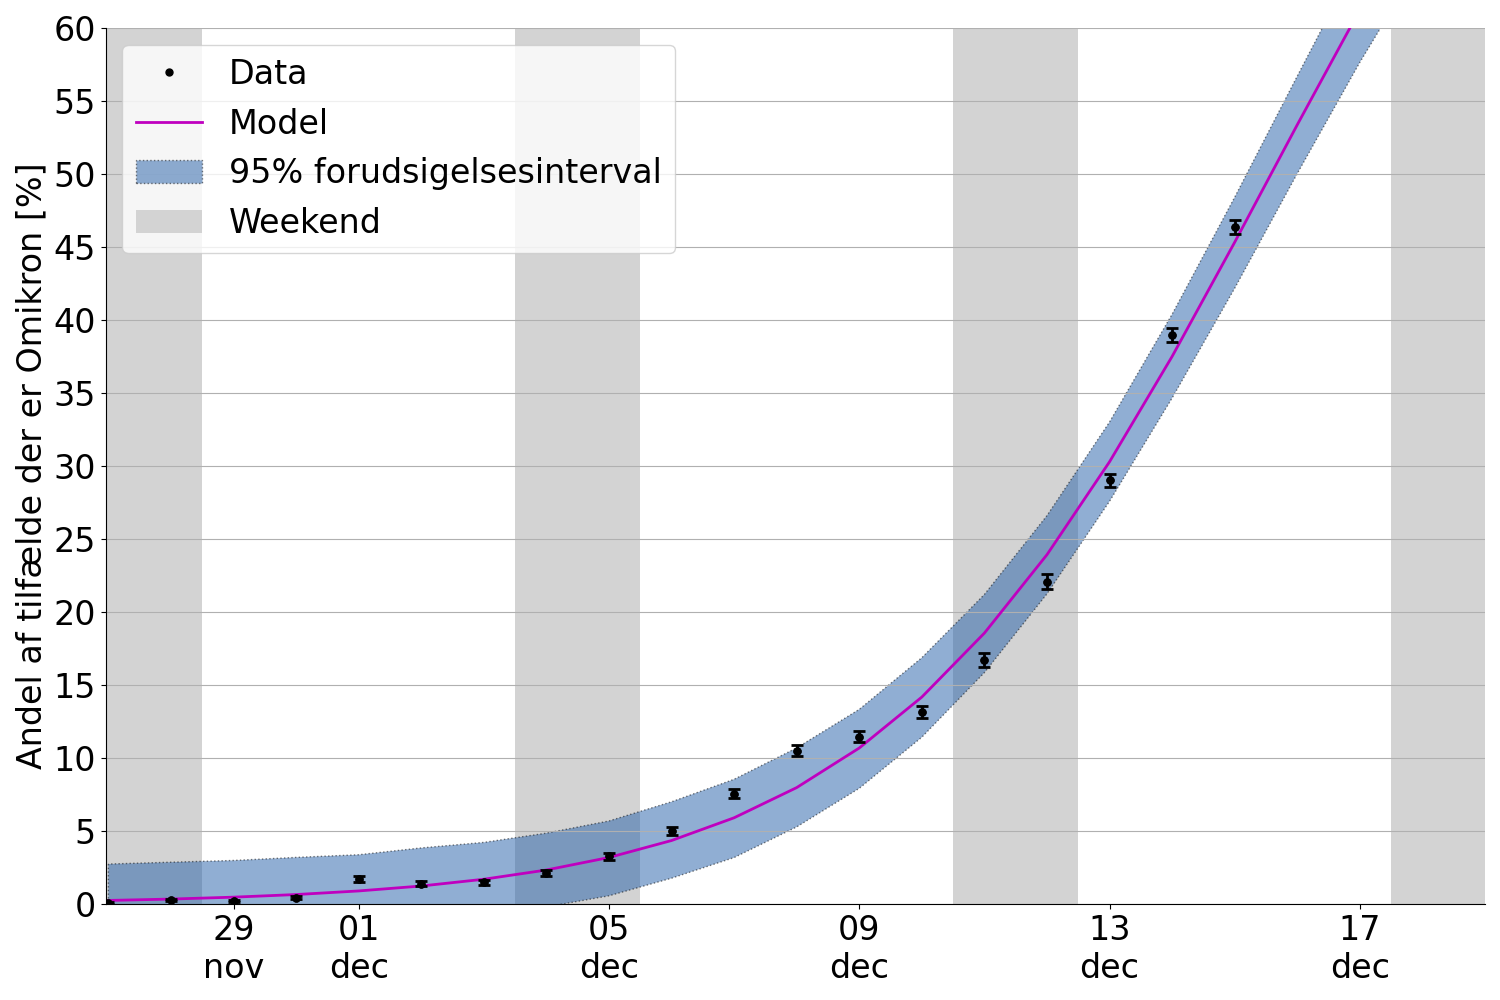 Andel af tilfælde der er Omikron [%]
60
55
50
45
40
35
30
25
20
15
10
5
0
Data
Model
95% forudsigelsesinterval
Weekend
29 01 05 09 13 17
nov dec dec dec dec dec